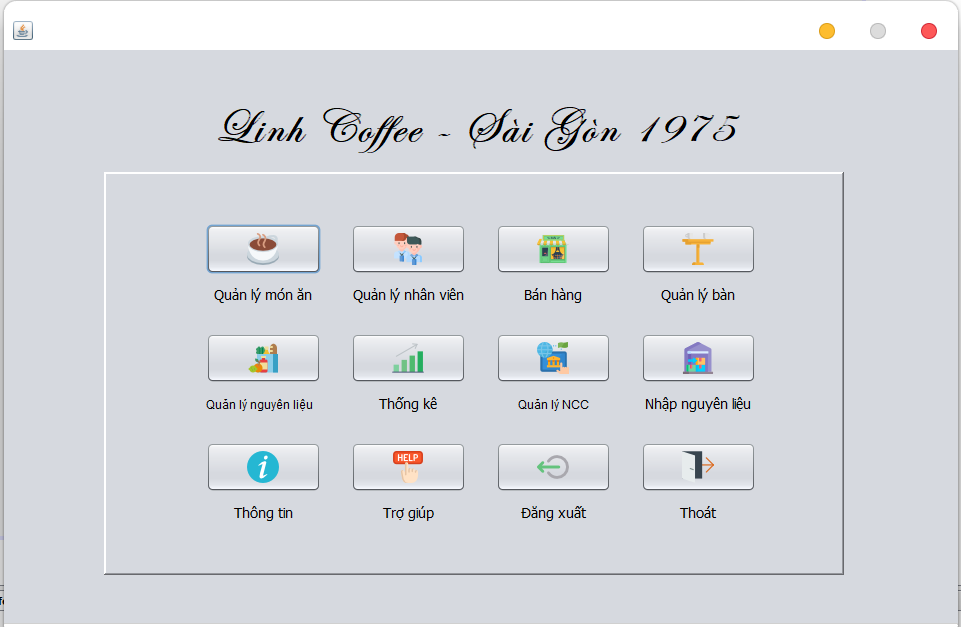 Linh Coffee - Sài Gòn 1975
Quản lý món ăn
Quản lý nhân viên
Bán hàng
Quản lý bàn
Quản lý nguyên liệu
Thống kê
Quản lý NCC
Nhập nguyên liệu
HELP
Thông tin
Trợ giúp
Đăng xuất
Thoát